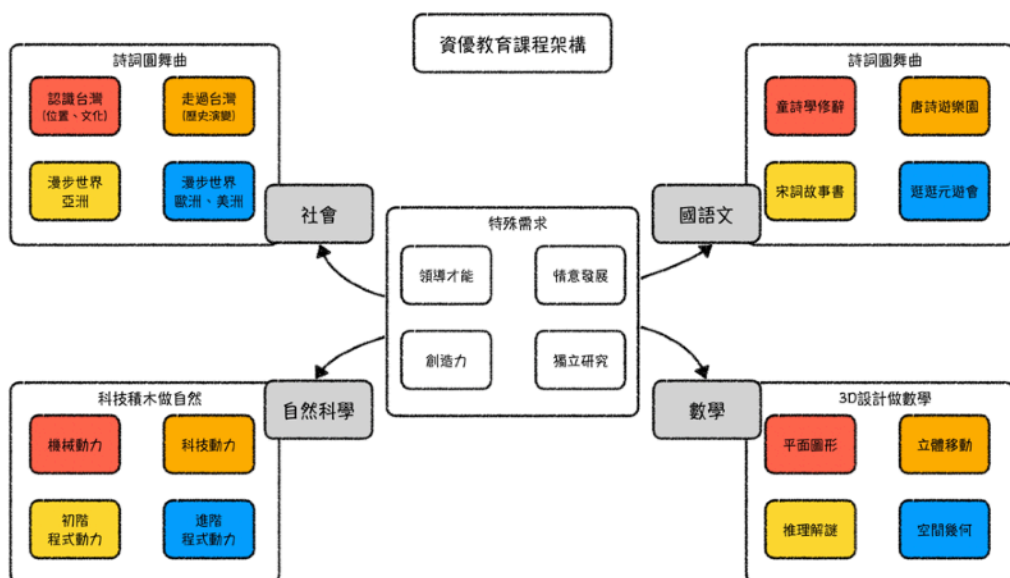 資優教育課程架構
詩詞圓舞曲
認識台灣
(位置、文化)
走過台灣
(歷史演變)
漫步世界
亞洲
漫步世界
歐洲、美洲
社會
詩詞圓舞曲
童詩學修辭
唐詩遊樂園
宋詞故事書
逛逛元遊會
國語文
特殊需求
領導才能
情意發展
創造力
獨立研究
科技積木做自然
機械動力
科技動力
初階
程式動力
進階
程式動力
自然科學
3D設計做數學
平面圖形
立體移動
推理解謎
空間幾何
數學